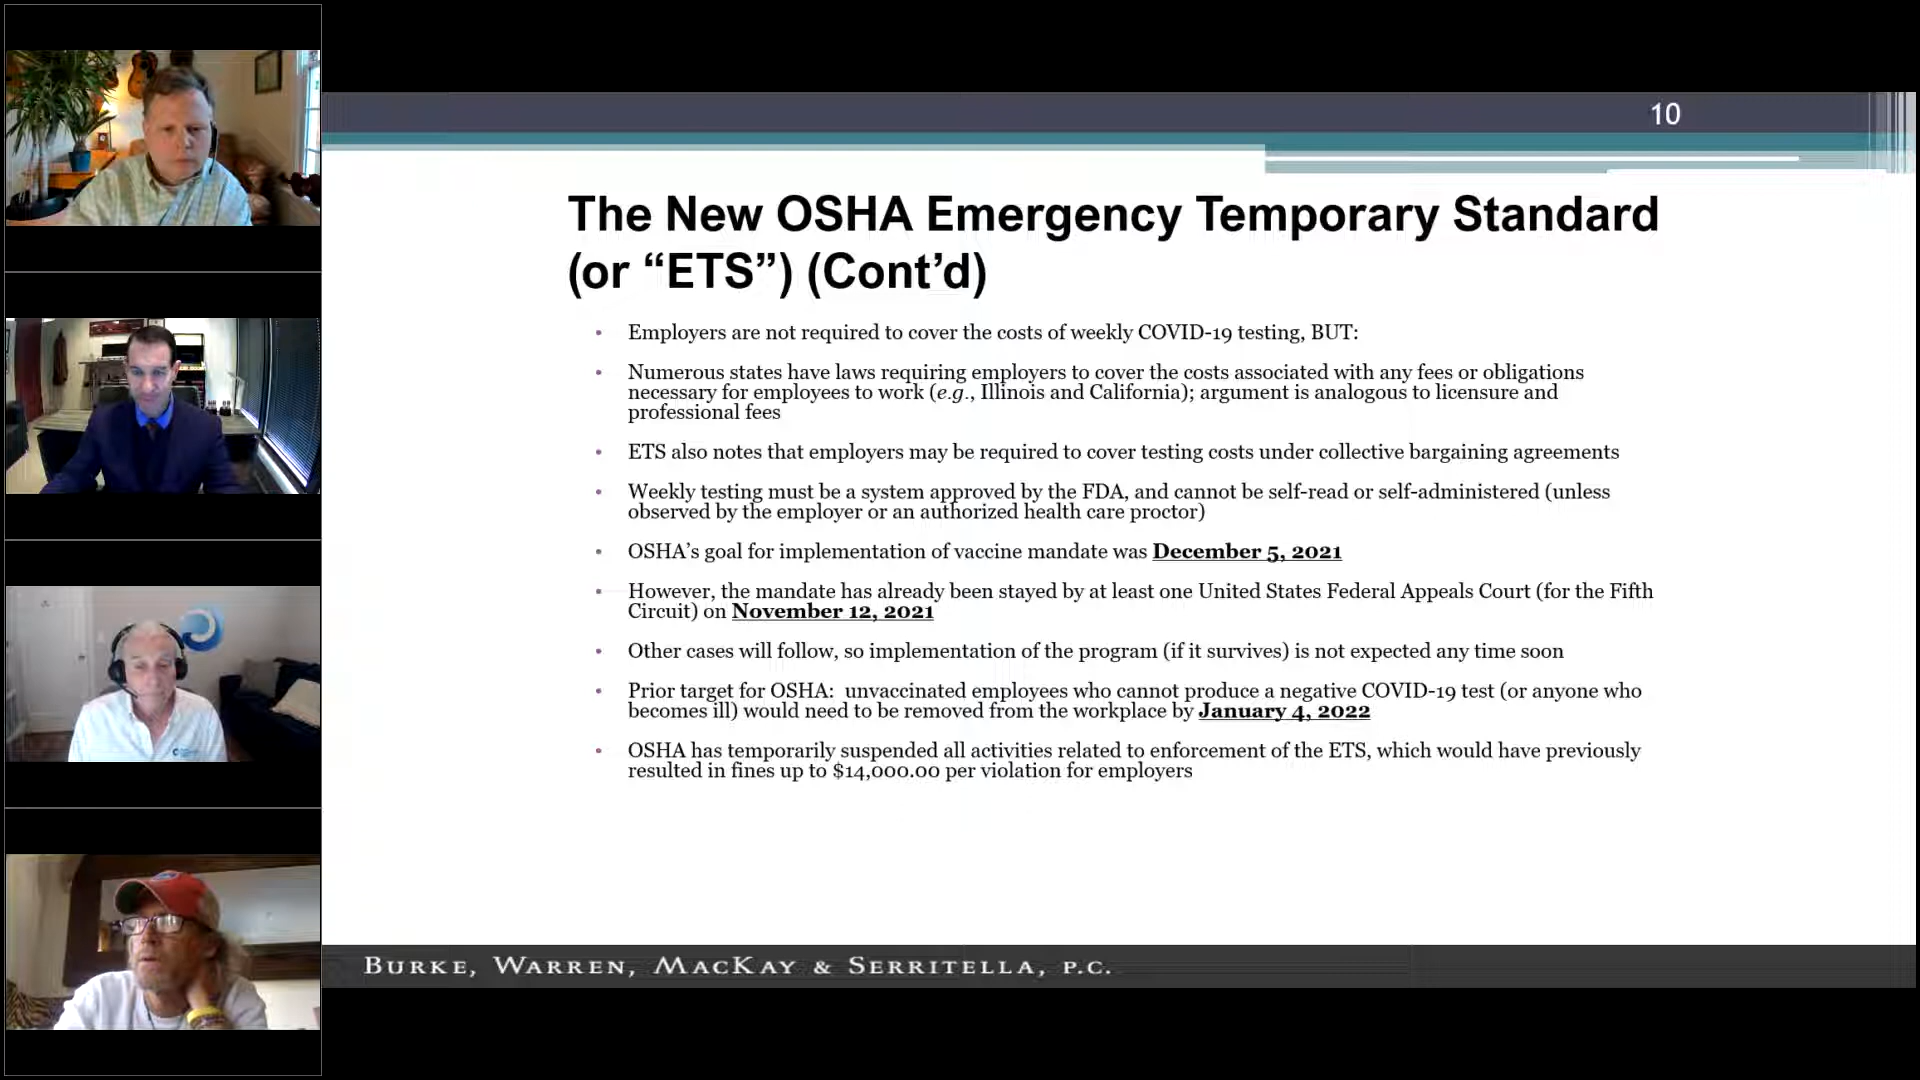 10
The New OSHA Emergency Temporary Standard
(or “ETS”) (Cont’d)
• Employers are not required to cover the costs of weekly COVID-19 testing, BUT:
• Numerous states have laws requiring employers to cover the costs associated with any fees or obligations
necessary for employees to work (e.g., Illinois and California); argument is analogous to licensure and
professional fees
• ETS also notes that employers may be required to cover testing costs under collective bargaining agreements
• Weekly testing must be a system approved by the FDA, and cannot be self-read or self-administered (unless
observed by the employer or an authorized health care proctor)
• OSHA’s goal for implementation of vaccine mandate was December 5, 2021
• However, the mandate has already been stayed by at least one United States Federal Appeals Court (for the Fifth
Circuit) on November 12, 2021
• Other cases will follow, so implementation of the program (if it survives) is not expected any time soon
• Prior target for OSHA:  unvaccinated employees who cannot produce a negative COVID-19 test (or anyone who
becomes ill) would need to be removed from the workplace by January 4, 2022
• OSHA has temporarily suspended all activities related to enforcement of the ETS, which would have previously
resulted in fines up to $14,000.00 per violation for employers
BURKE, WARREN, MACKAY & SERRITELLA, P.C.